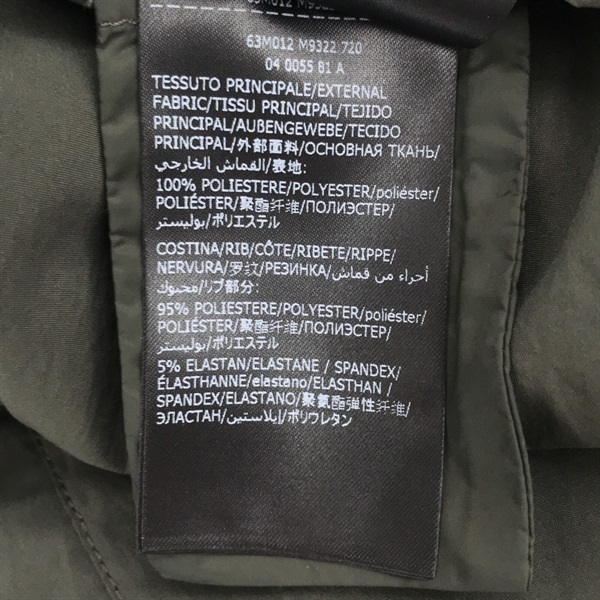 63M012 M9322 720
04 0055 81 A
TESSUTO PRINCIPALE/EXTERNAL
FABRIC/TISSU PRINCIPAL/TEJIDO
PRINCIPAL/AUßENGEWEBE/TECIDO
PRINCIPAL/外部面料/ОСНОВНАЯ ТКАНЬ/
القماش الخارجي/表地:
100% POLIESTERE/POLYESTER/poliéster/
POLIÉSTER/聚酯纤维/ПОЛИЭСТЕР/
بوليستر/ポリエステル
COSTINA/RIB/CÔTE/RIBETE/RIPPE/
NERVURA/罗纹/РЕЗИНКА/أجراء من قماش
محبوك/リブ部分:
95% POLIESTERE/POLYESTER/poliéster/
POLIÉSTER/聚酯纤维/ПОЛИЭСТЕР/
بوليستر/ポリエステル
5% ELASTAN/ELASTANE / SPANDEX/
ÉLASTHANNE/elastano/ELASTHAN /
SPANDEX/ELASTANO/聚氨酯弹性纤维/
ЭЛАСТАН/إيلاستين/ポリウレタン